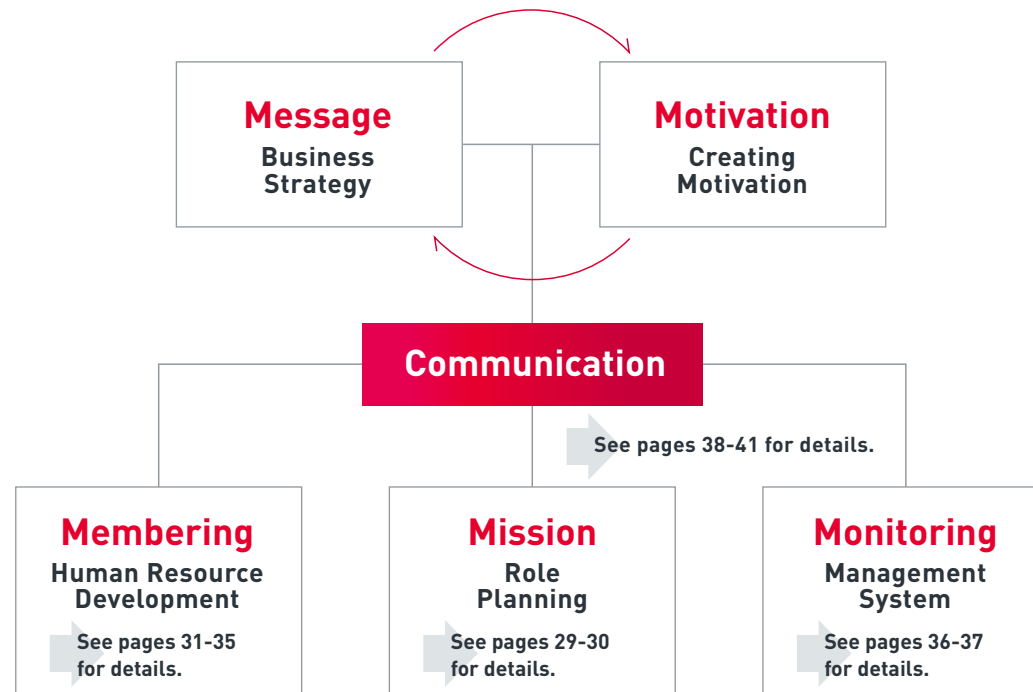 Message
Business
Strategy
Motivation
Creating
Motivation
Communication
See pages 38-41 for details.
Membering
Human Resource
Development
See pages 31-35
for details.
Mission
Role
Planning
See pages 29-30
for details.
Monitoring
Management
System
See pages 36-37
for details.